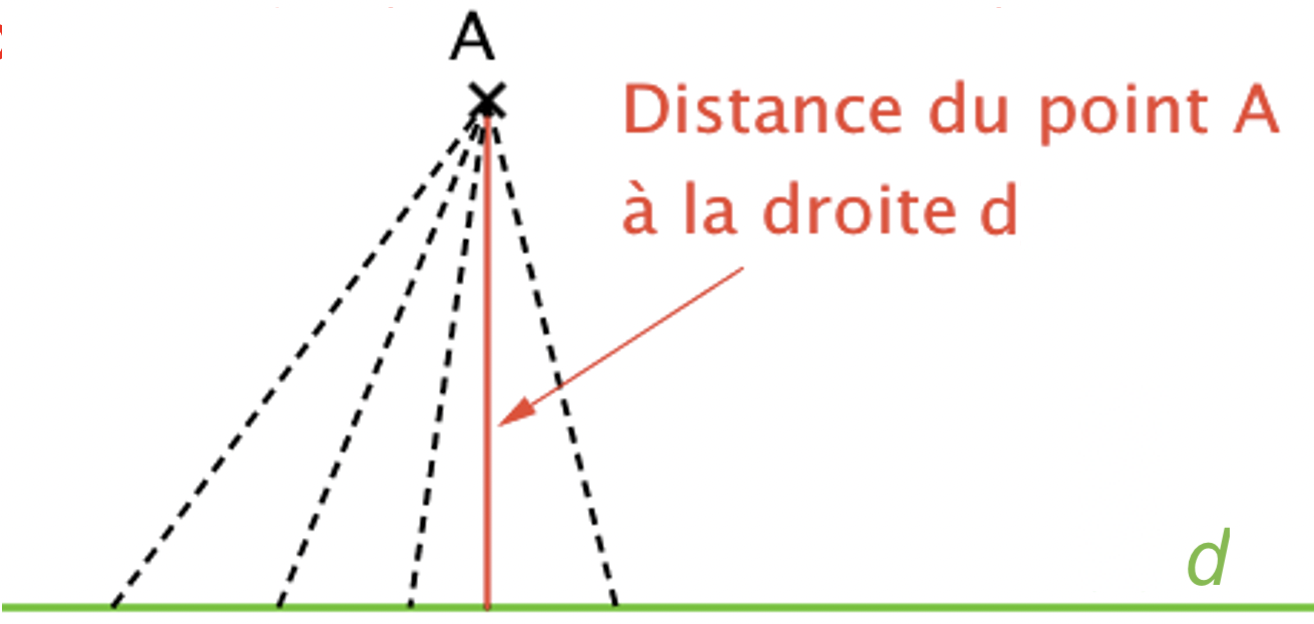 A
Distance du point A
à la droite d
d